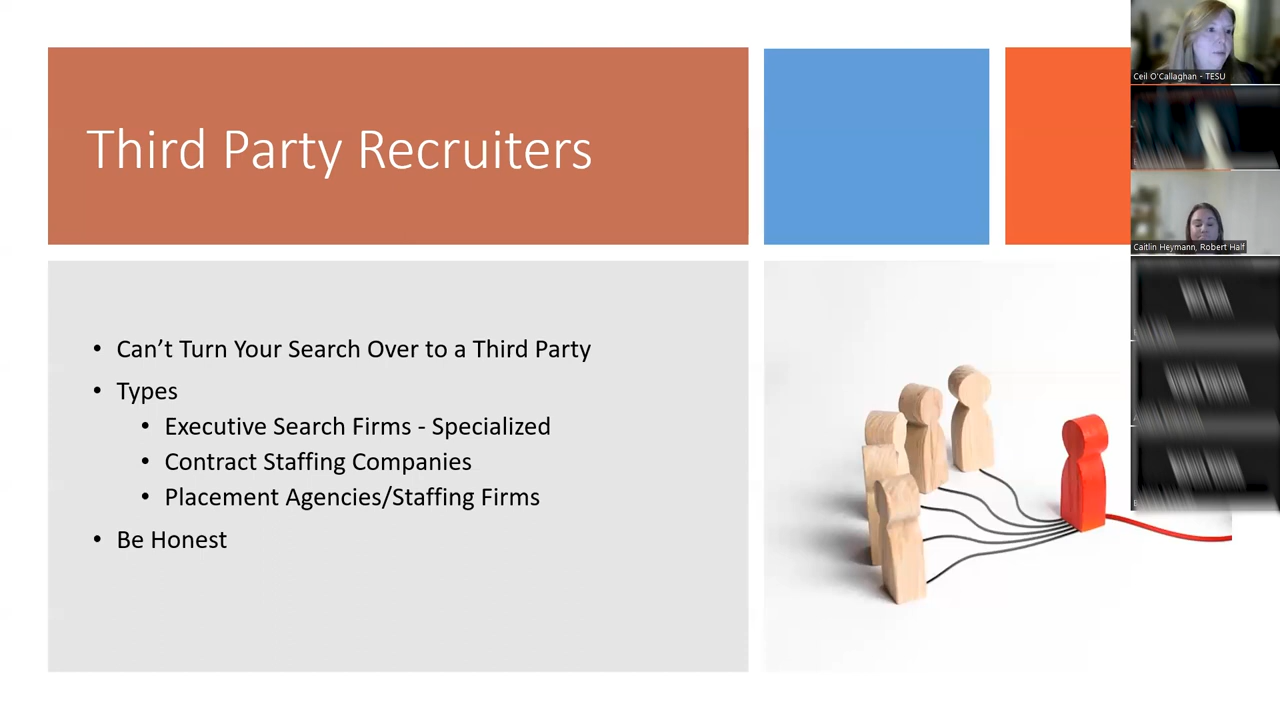 Third Party Recruiters
• Can’t Turn Your Search Over to a Third Party
• Types
• Executive Search Firms - Specialized
• Contract Staffing Companies
• Placement Agencies/Staffing Firms
• Be Honest
Ceil O'Callaghan - TESU
Caitlin Heymann, Robert Half